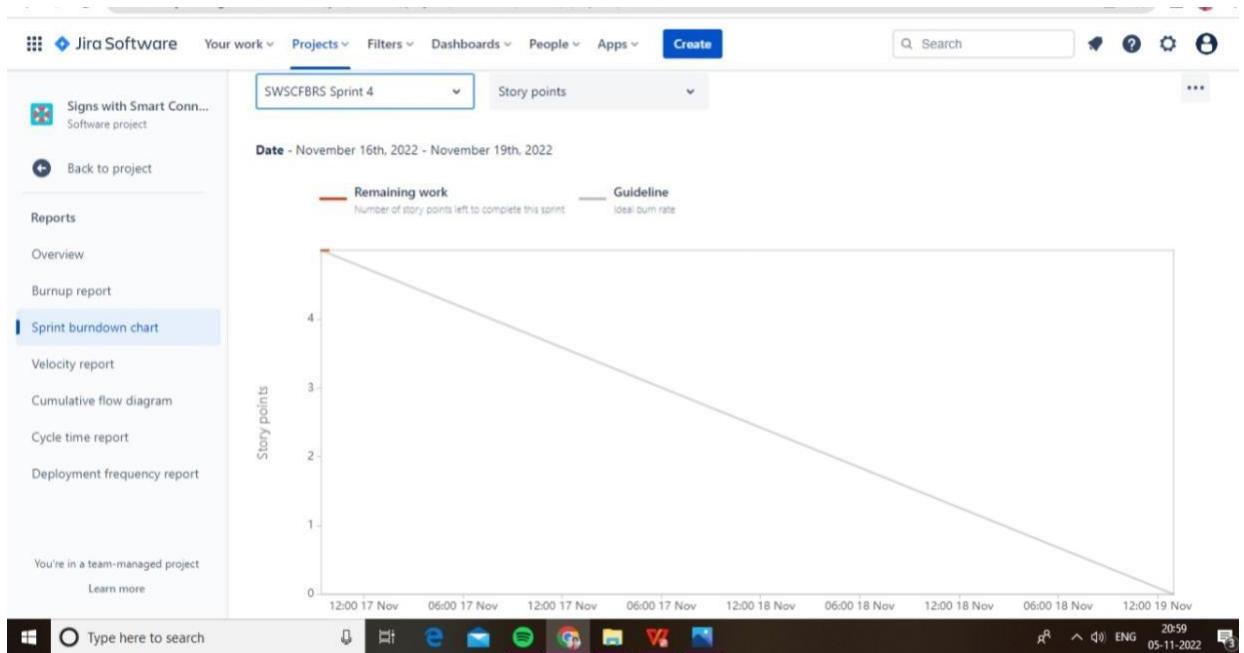 Jira Software Your work Projects Filters Dashboards People Apps Create Search
Signs with Smart Conn...
Software project
Back to project
Reports
Overview
Burnup report
Sprint burndown chart
Velocity report
Cumulative flow diagram
Cycle time report
Deployment frequency report
You're in a team-managed project
Learn more
SWSCFBRS Sprint 4 Story points
Date - November 16th, 2022 - November 19th, 2022
Remaining work
Number of story points left to complete this sprint
Guideline
Ideal burn rate
Story points
4
3
2
1
0
12:00 17 Nov 06:00 17 Nov 12:00 17 Nov 06:00 17 Nov 12:00 18 Nov 06:00 18 Nov 12:00 18 Nov 06:00 18 Nov 12:00 19 Nov
Type here to search
ENG
20:59
05-11-2022
3